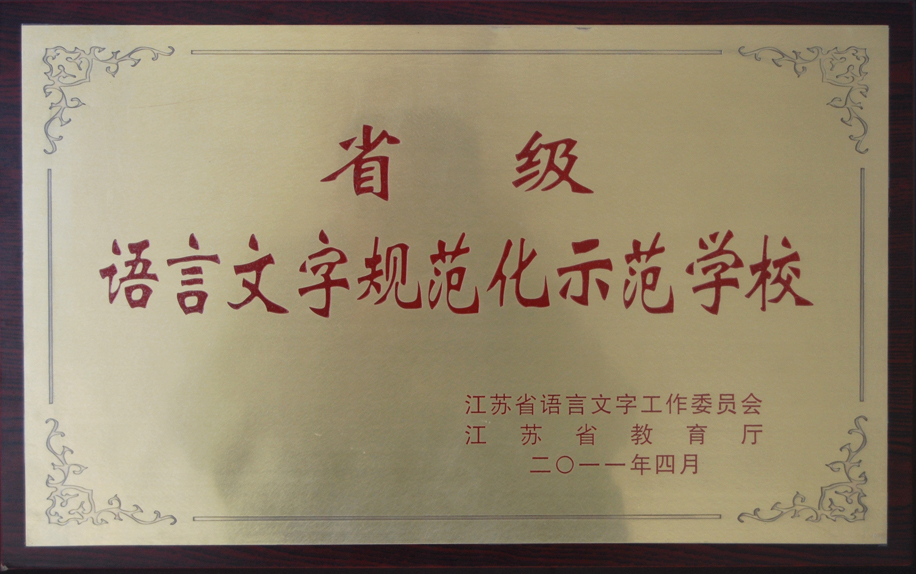 省级
语言文字规范化示范学校
江苏省语言文字工作委员会
江苏省教育厅
二〇一一年四月